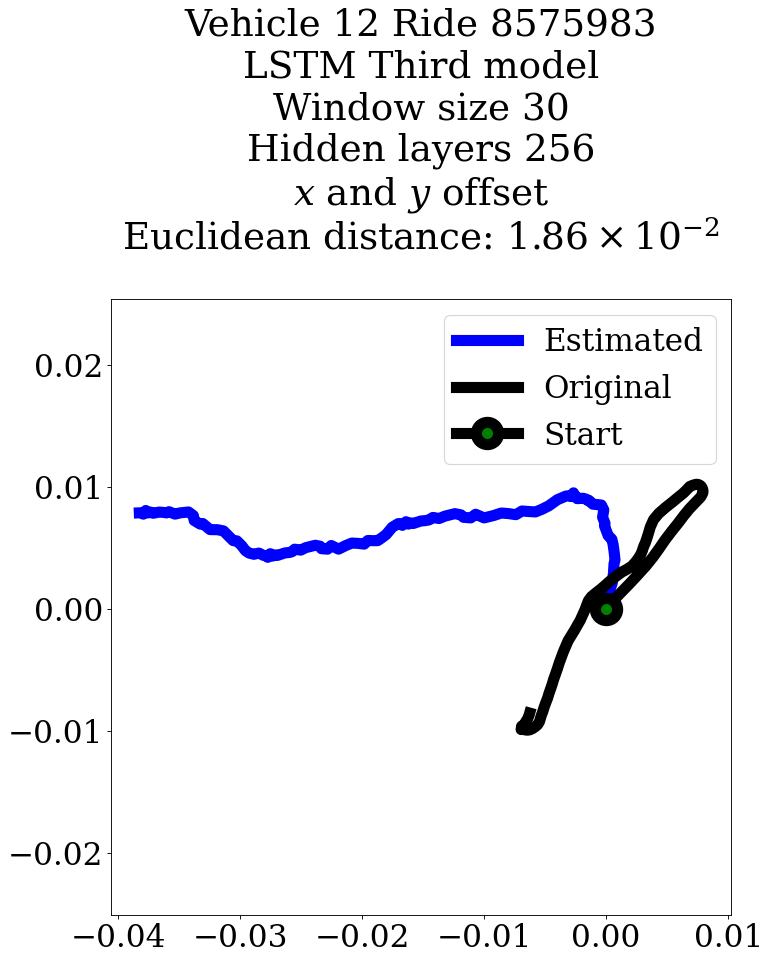 Vehicle 12 Ride 8575983
LSTM Third model
Window size 30
Hidden layers 256
x and y offset
Euclidean distance: 1.86 × 10⁻²
Estimated
Original
Start
0.02
0.01
0.00
−0.01
−0.02
−0.04 −0.03 −0.02 −0.01 0.00 0.01